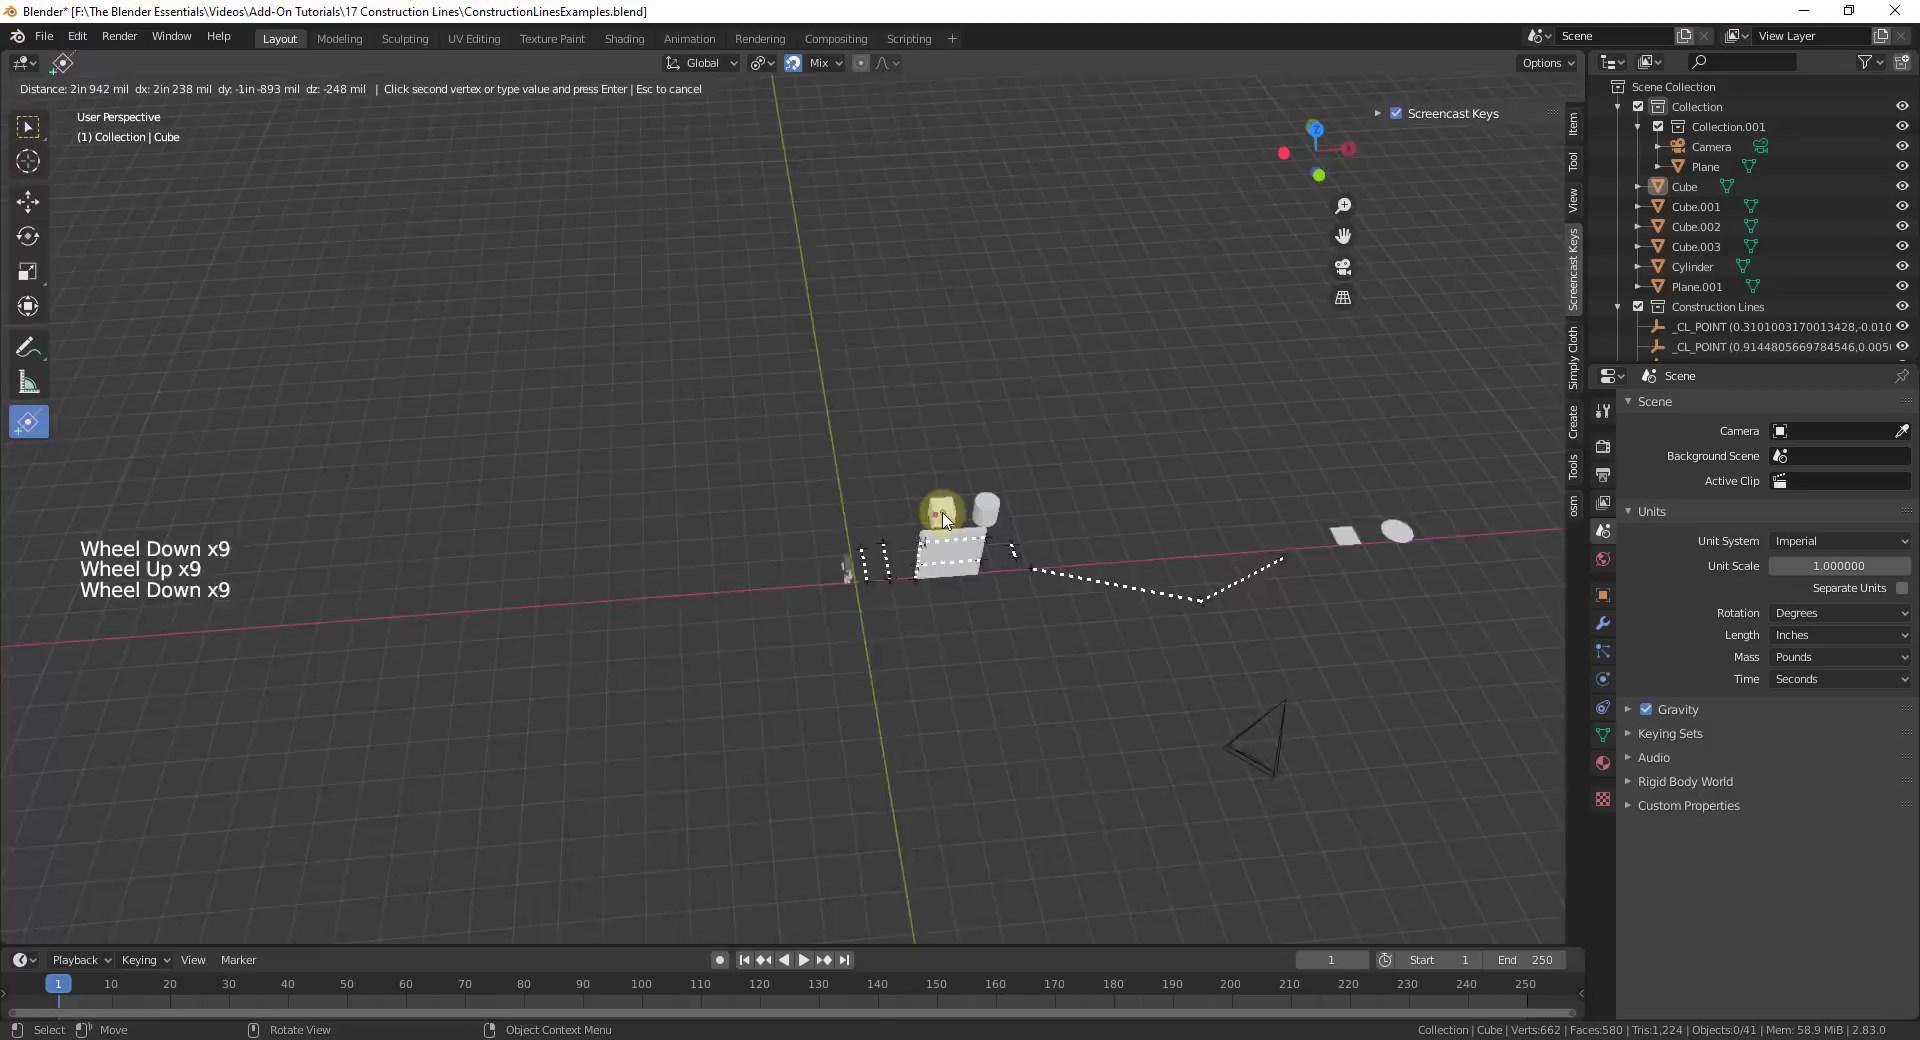 Blender* [F:\The Blender Essentials\Videos\Add-On Tutorials\17 Construction Lines\ConstructionLinesExamples.blend]
File Edit Render Window Help Layout Modeling Sculpting UV Editing Texture Paint Shading Animation Rendering Compositing Scripting + Scene View Layer
Global Mix Options
Distance: 2in 942 mil dx: 2in 238 mil dy: -1in -893 mil dz: -248 mil | Click second vertex or type value and press Enter | Esc to cancel
User Perspective
(1) Collection | Cube
Screencast Keys
Z
Item
Tool
View
Screencast Keys
Simply Cloth
Create
Tools
osm
Wheel Down x9
Wheel Up x9
Wheel Down x9
Scene Collection
Collection
Collection.001
Camera
Plane
Cube
Cube.001
Cube.002
Cube.003
Cylinder
Plane.001
Construction Lines
_CL_POINT (0.3101003170013428,-0.010
_CL_POINT (0.9144805669784546,0.005
Scene
Scene
Camera
Background Scene
Active Clip
Units
Unit System Imperial
Unit Scale 1.000000
Separate Units
Rotation Degrees
Length Inches
Mass Pounds
Time Seconds
Gravity
Keying Sets
Audio
Rigid Body World
Custom Properties
Playback Keying View Marker 1 Start 1 End 250
1 10 20 30 40 50 60 70 80 90 100 110 120 130 140 150 160 170 180 190 200 210 220 230 240 250
Select Move Rotate View Object Context Menu Collection | Cube | Verts:662 | Faces:580 | Tris:1,224 | Objects:0/41 | Mem: 58.9 MiB | 2.83.0